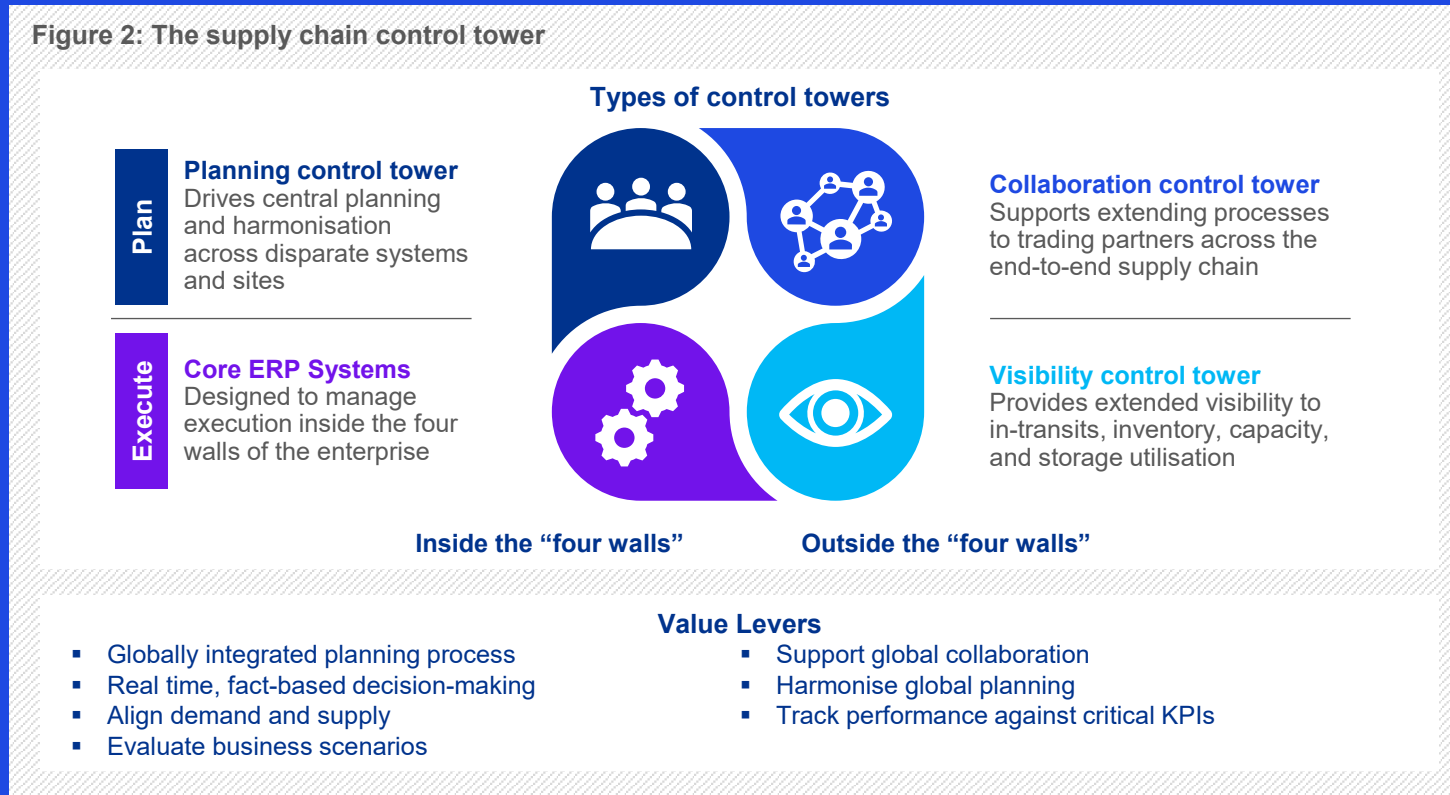 Figure 2: The supply chain control tower
Types of control towers
Plan
Planning control tower
Drives central planning
and harmonisation
across disparate systems
and sites
Collaboration control tower
Supports extending processes
to trading partners across the
end-to-end supply chain
Execute
Core ERP Systems
Designed to manage
execution inside the four
walls of the enterprise
Visibility control tower
Provides extended visibility to
in-transits, inventory, capacity,
and storage utilisation
Inside the “four walls”
Outside the “four walls”
Value Levers
▪ Globally integrated planning process
▪ Real time, fact-based decision-making
▪ Align demand and supply
▪ Evaluate business scenarios
▪ Support global collaboration
▪ Harmonise global planning
▪ Track performance against critical KPIs